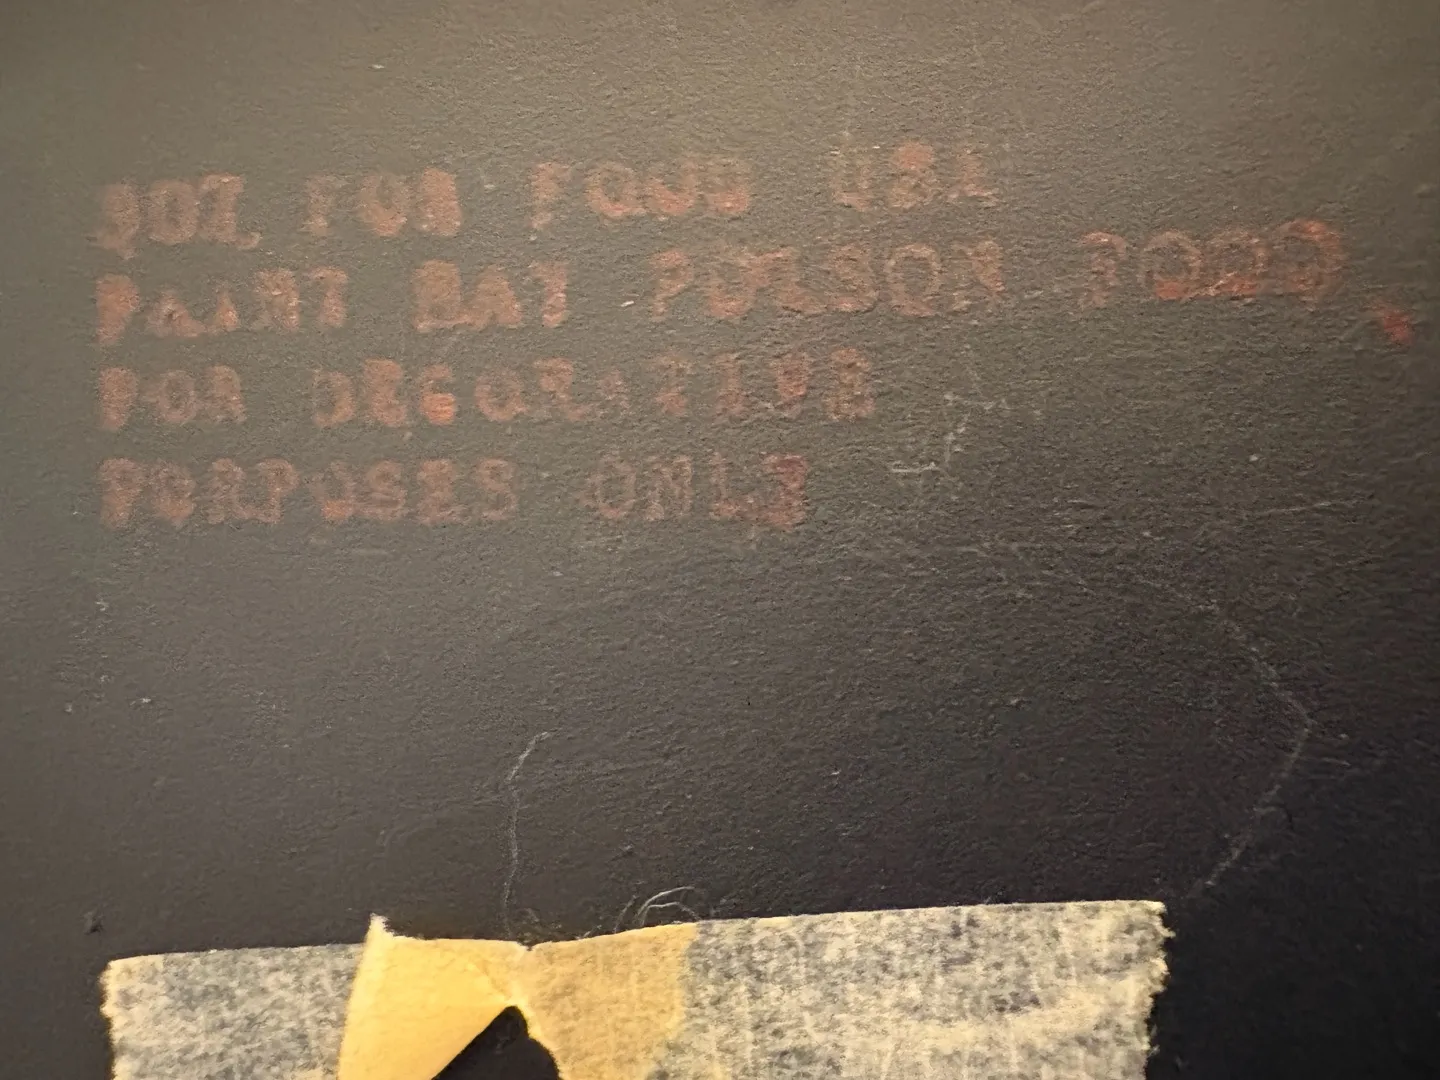 NOT FOR FOOD USE
PAINT MAY POISON FOOD.
FOR DECORATIVE
PURPOSES ONLY